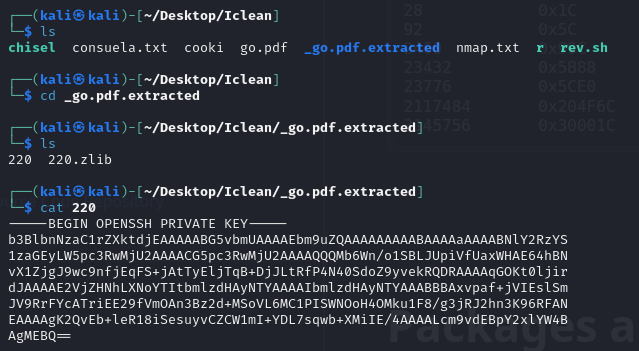 ┌──(kali㉿kali)-[~/Desktop/Iclean]
└─$ ls
chisel consuela.txt cooki go.pdf _go.pdf.extracted nmap.txt r rev.sh
┌──(kali㉿kali)-[~/Desktop/Iclean]
└─$ cd _go.pdf.extracted
┌──(kali㉿kali)-[~/Desktop/Iclean/_go.pdf.extracted]
└─$ ls
220 220.zlib
┌──(kali㉿kali)-[~/Desktop/Iclean/_go.pdf.extracted]
└─$ cat 220
-----BEGIN OPENSSH PRIVATE KEY-----
b3BlbnNzaC1rZXktdjEAAAAABG5vbmUAAAAEbm9uZQAAAAAAAAABAAAAaAAAABNlY2RzYS
1zaGEyLW5pc3RwMjU2AAAACG5pc3RwMjU2AAAAQQQMb6Wn/o1SBLJUpiVfUaxWHAE64hBN
vX1ZjgJ9wc9nfjEqFS+jAtTyEljTqB+DjJLtRfP4N40SdoZ9yvekRQDRAAAAqGOKt0ljir
dJAAAAE2VjZHNhLXNoYTItbmlzdHAyNTYAAAAIbmlzdHAyNTYAAABBBAxvpaf+jVIEslSm
JV9RrFYcATriEE29fVmOAn3Bz2d+MSoVL6MC1PISWNOoH4OMku1F8/g3jRJ2hn3K96RFAN
EAAAAgK2QvEb+leR18iSesuyvCZCW1mI+YDL7sqwb+XMiIE/4AAAALcm9vdEBpY2xlYW4B
AgMEBQ==
28 0x1C
92 0x5C
23432 0x5B88
23776 0x5CE0
2117484 0x204F6C
0x30001C
Packages a